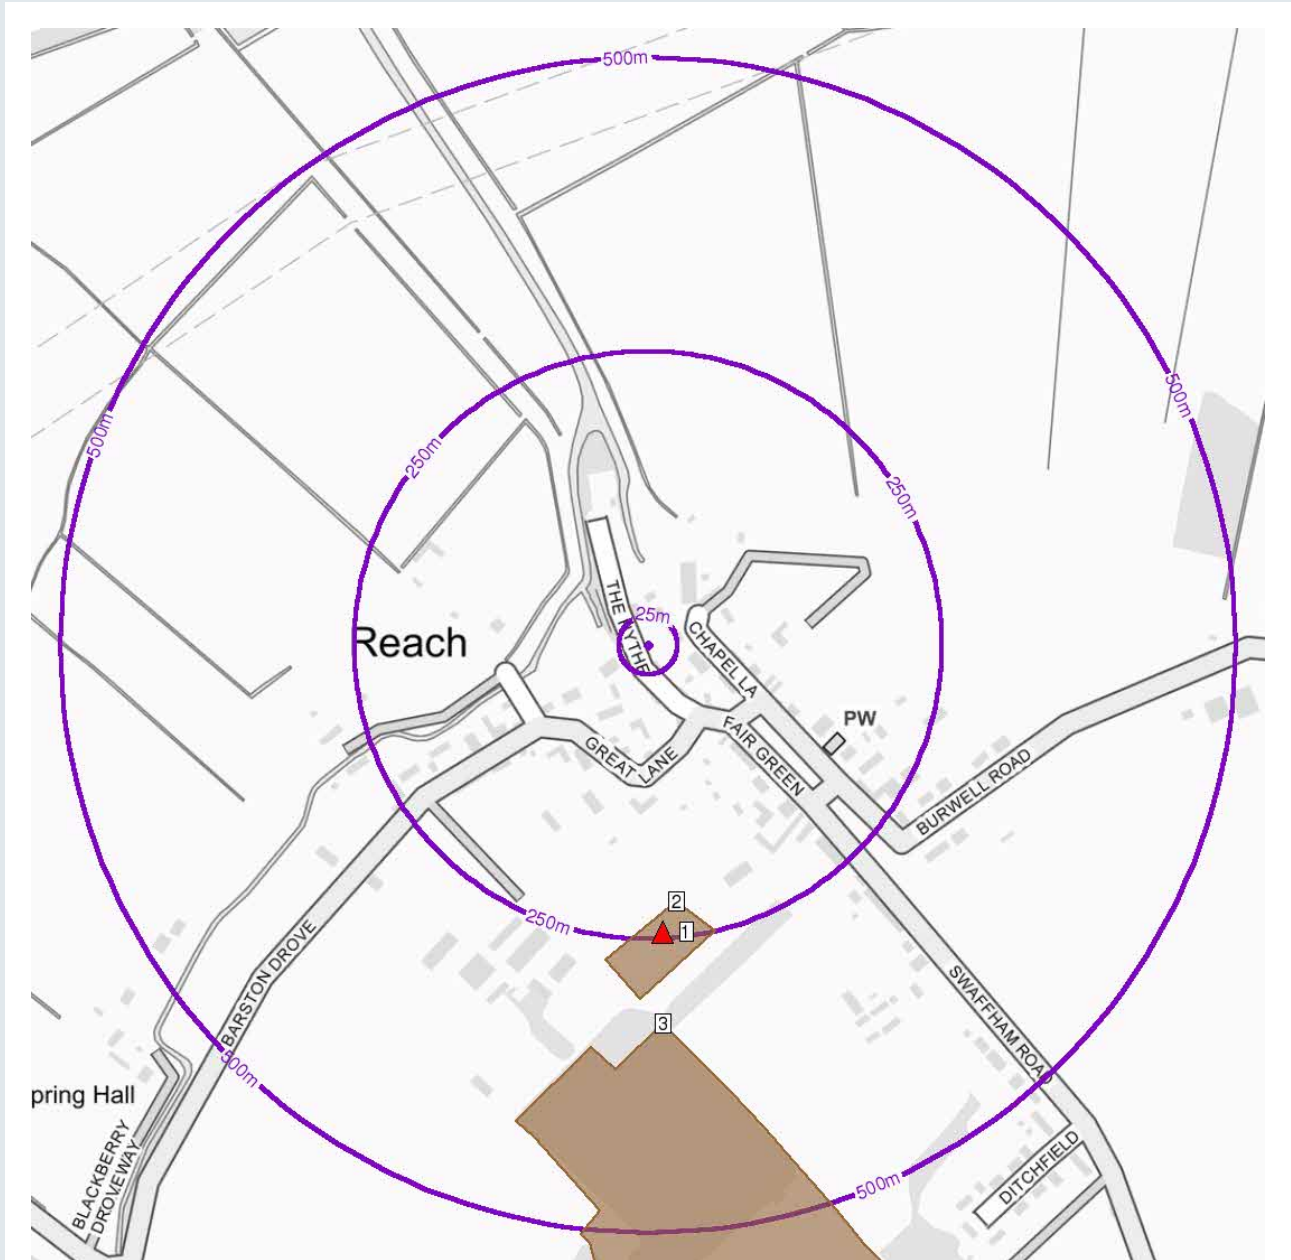 500m
500m
500m
250m
250m
THE HYTHE
25m
Reach
CHAPEL LA
PW
FAIR GREEN
GREAT LANE
BURWELL ROAD
2
250m
1
BARSTON DROVE
SWAFFHAM ROAD
3
500m
pring Hall
BLACKBERRY
DROVEWAY
DITCHFIELD
500m